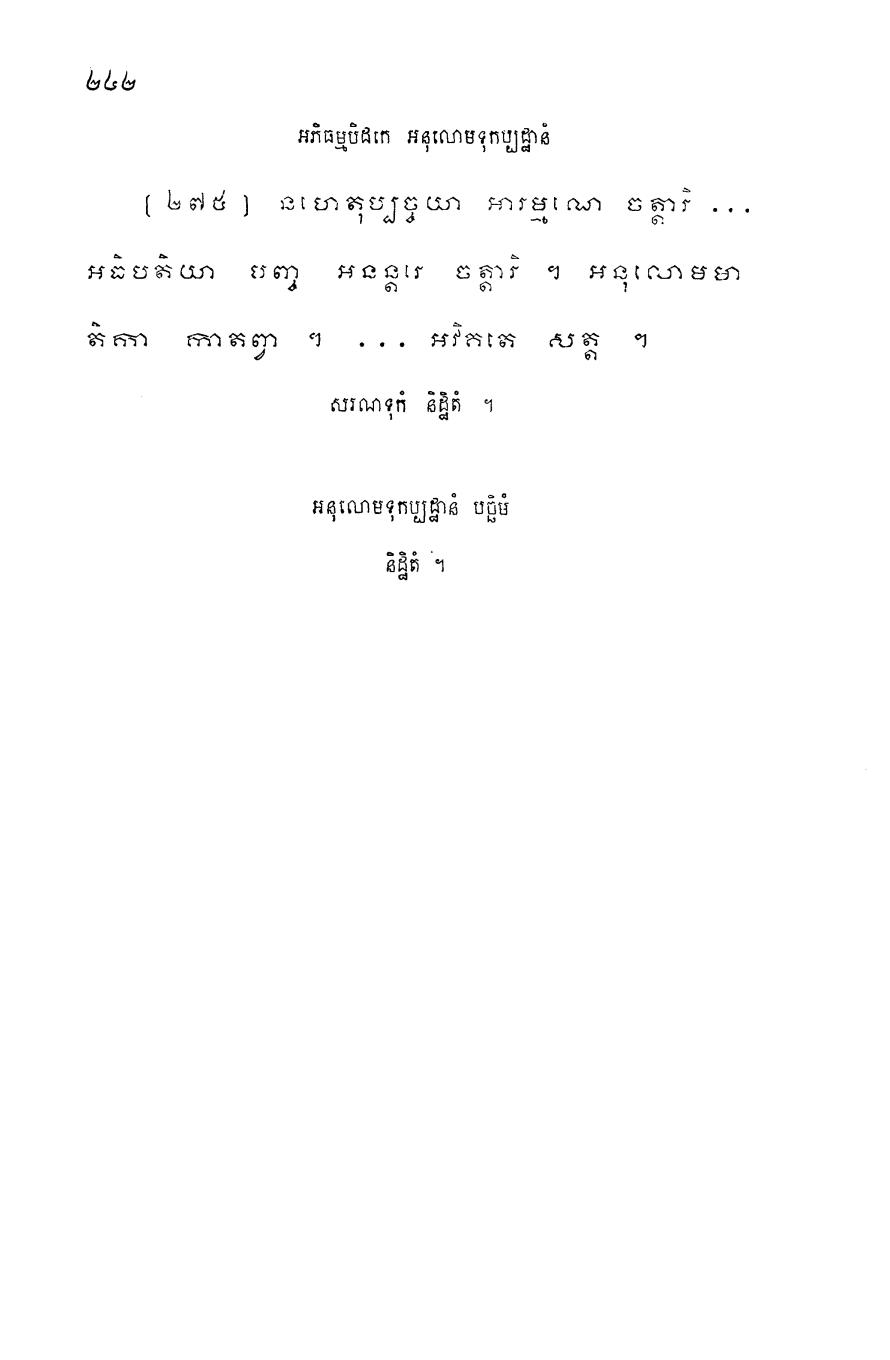 ២៤២
អភិធម្មបិដកេ អនុលោមទុកប្បដ្ឋានំ
[ ២៧៥ ] នហេតុប្បច្ចយា អារម្មណេ ចត្តារិ ...
អធិបតិយា បញ្ច អនន្តរេ ចត្តារិ ។ អនុលោមមា
តិកា កាតព្វា ។ ... អវិគតេ សត្ត ។
សរណទុកំ និដ្ឋិតំ ។
អនុលោមទុកប្បដ្ឋានំ បច្ឆិមំ
និដ្ឋិតំ ។